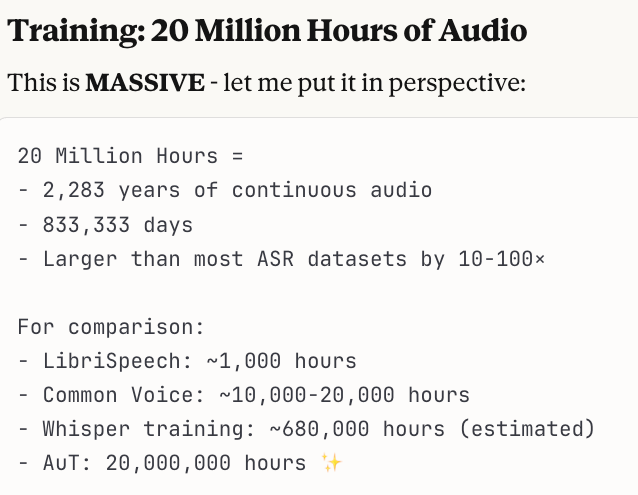 Training: 20 Million Hours of Audio
This is MASSIVE - let me put it in perspective:
20 Million Hours =
- 2,283 years of continuous audio
- 833,333 days
- Larger than most ASR datasets by 10-100×
For comparison:
- LibriSpeech: ~1,000 hours
- Common Voice: ~10,000-20,000 hours
- Whisper training: ~680,000 hours (estimated)
- AuT: 20,000,000 hours ✨